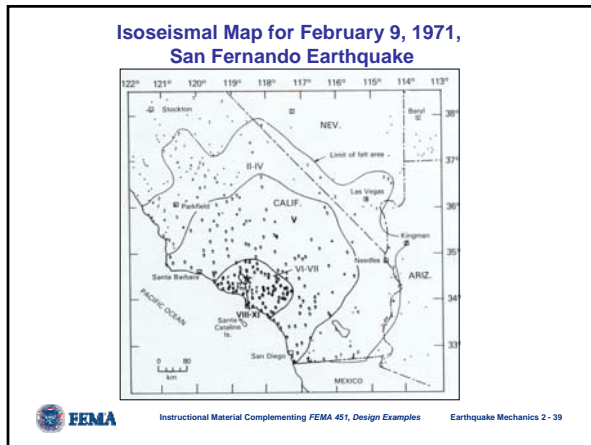 Isoseismal Map for February 9, 1971,
San Fernando Earthquake
122° 121° 120° 119° 118° 117° 116° 115° 114° 113°
Stockton
Beryl
38°
NEV.
Limit of felt area
37°
II-IV
Las Vegas
36°
Parkfield
CALIF.
V
Kingman
35°
Needles
VI-VII
Santa Barbara
ARIZ.
34°
VIII-XI
PACIFIC OCEAN
Santa
Catalina
Is.
33°
San Diego
0 80
km
MEXICO
FEMA
Instructional Material Complementing FEMA 451, Design Examples
Earthquake Mechanics 2 - 39